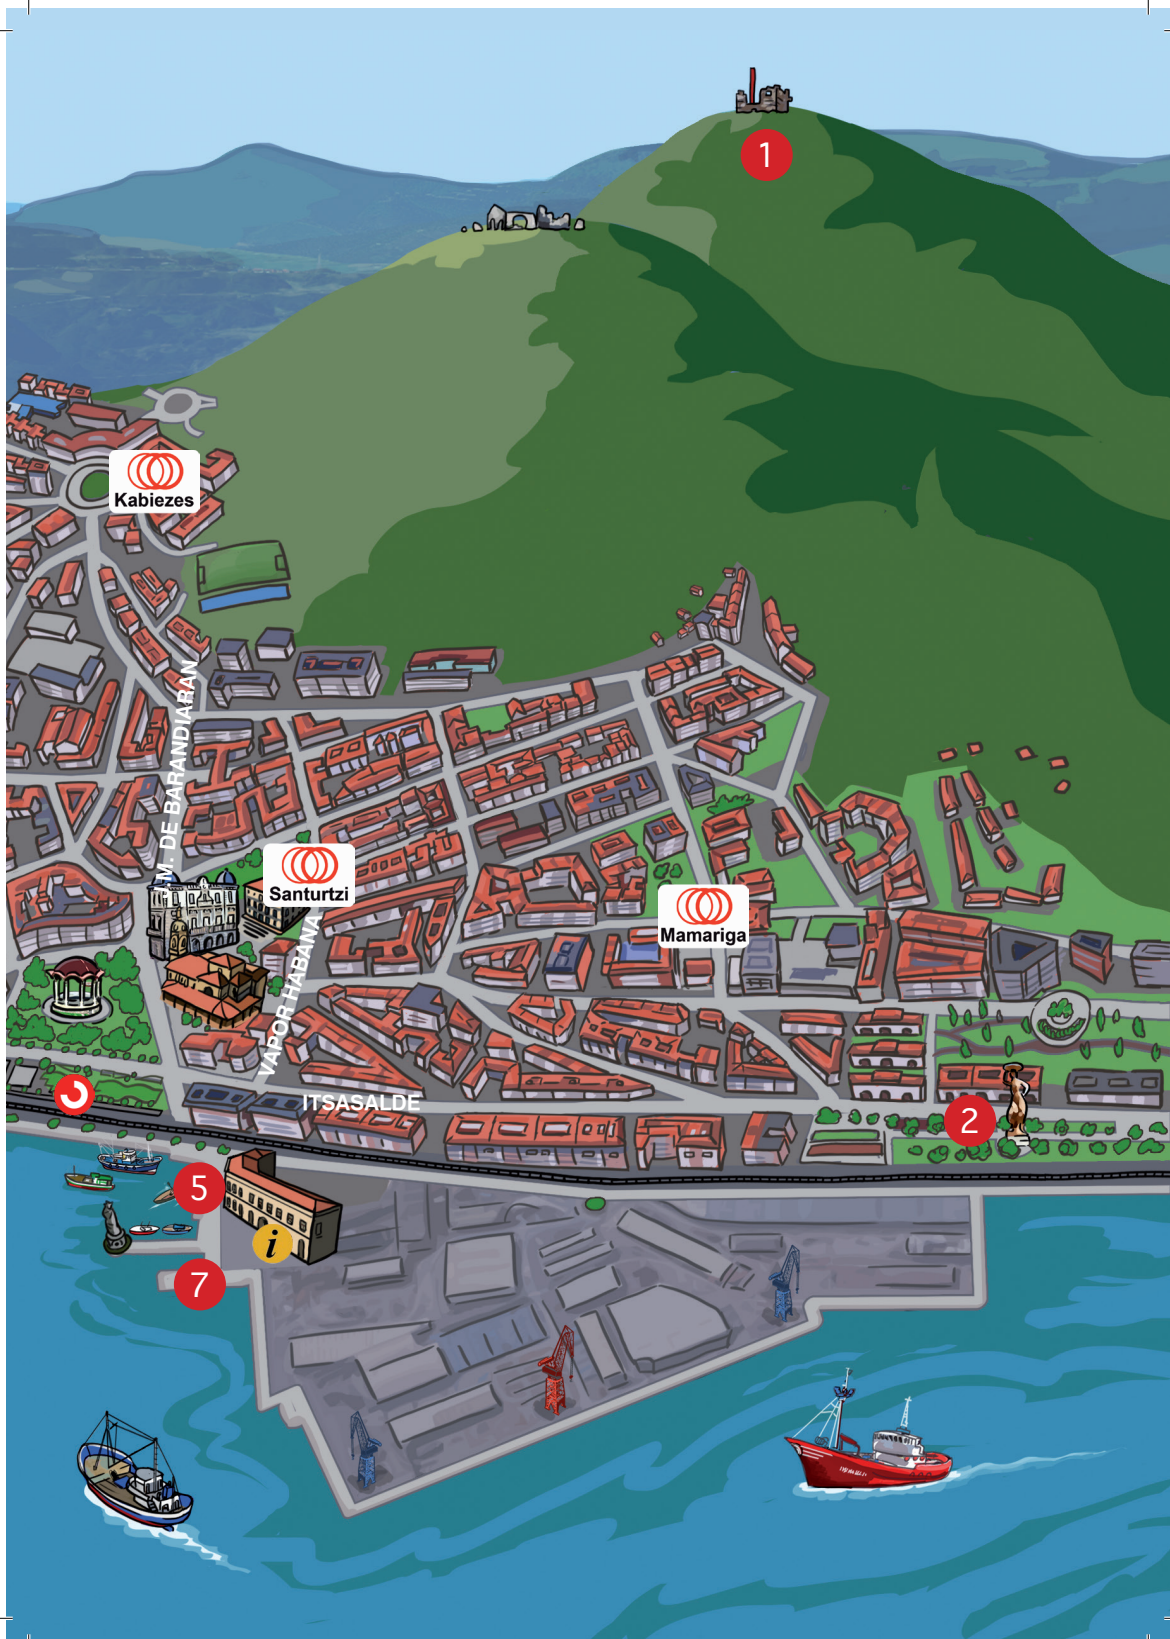 1
Kabiezes
J.M. DE BARANDIARAN
Santurtzi
Mamariga
VAPOR HABANA
ITSASALDE
2
5
i
7